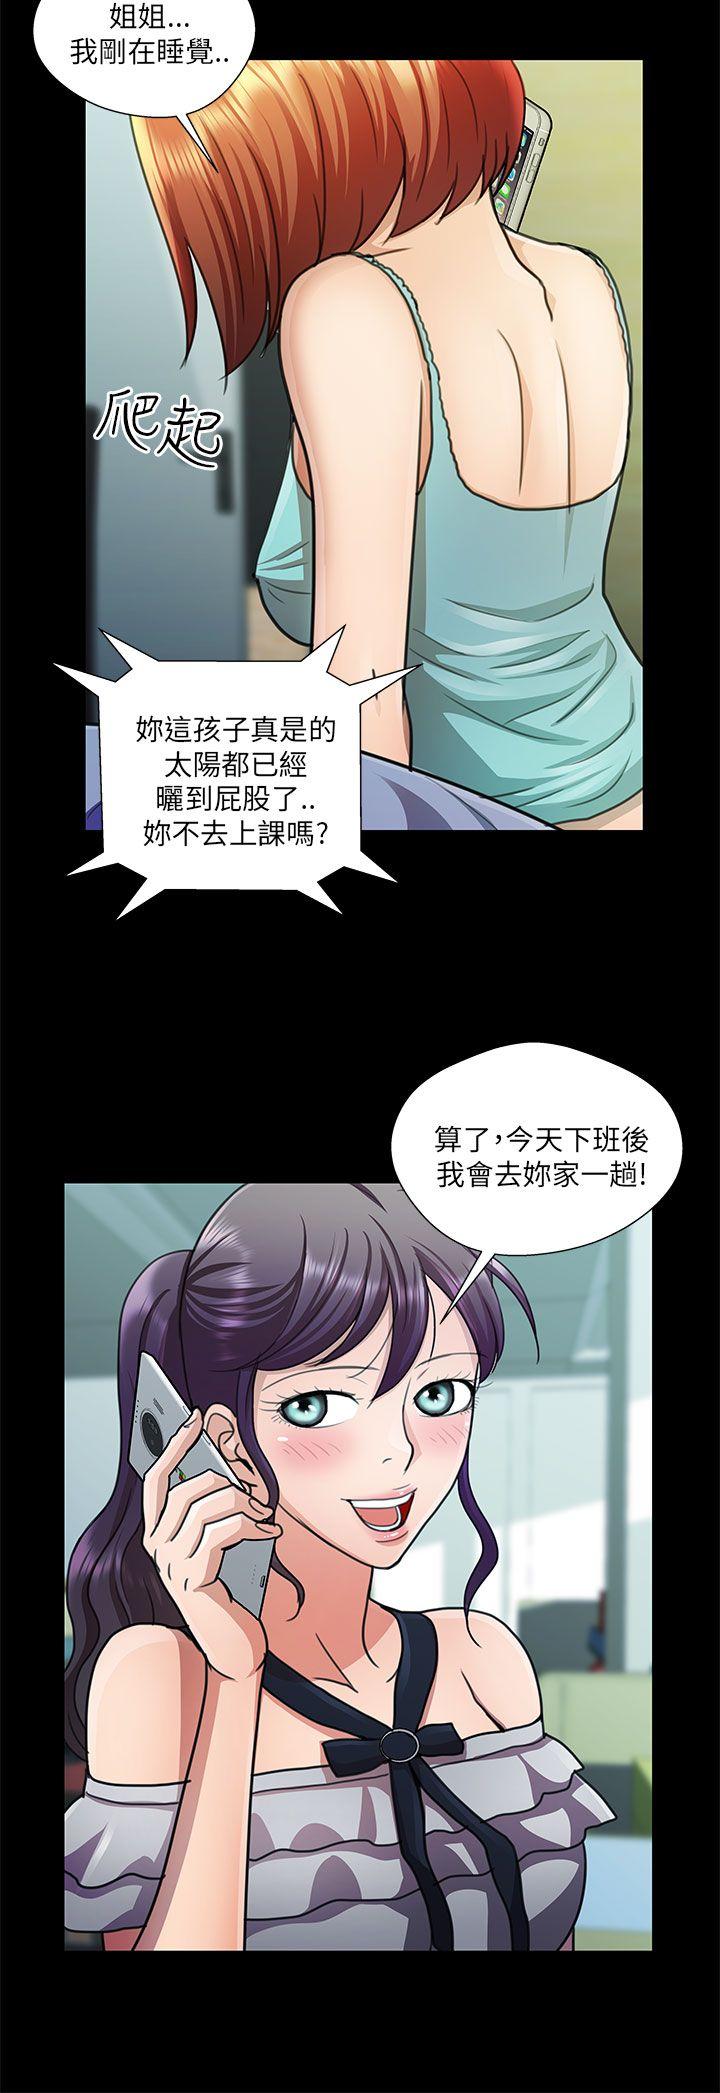 姐姐...
我剛在睡覺..
爬起
妳這孩子真是的
太陽都已經
曬到屁股了..
妳不去上課嗎?
算了,今天下班後
我會去妳家一趟!